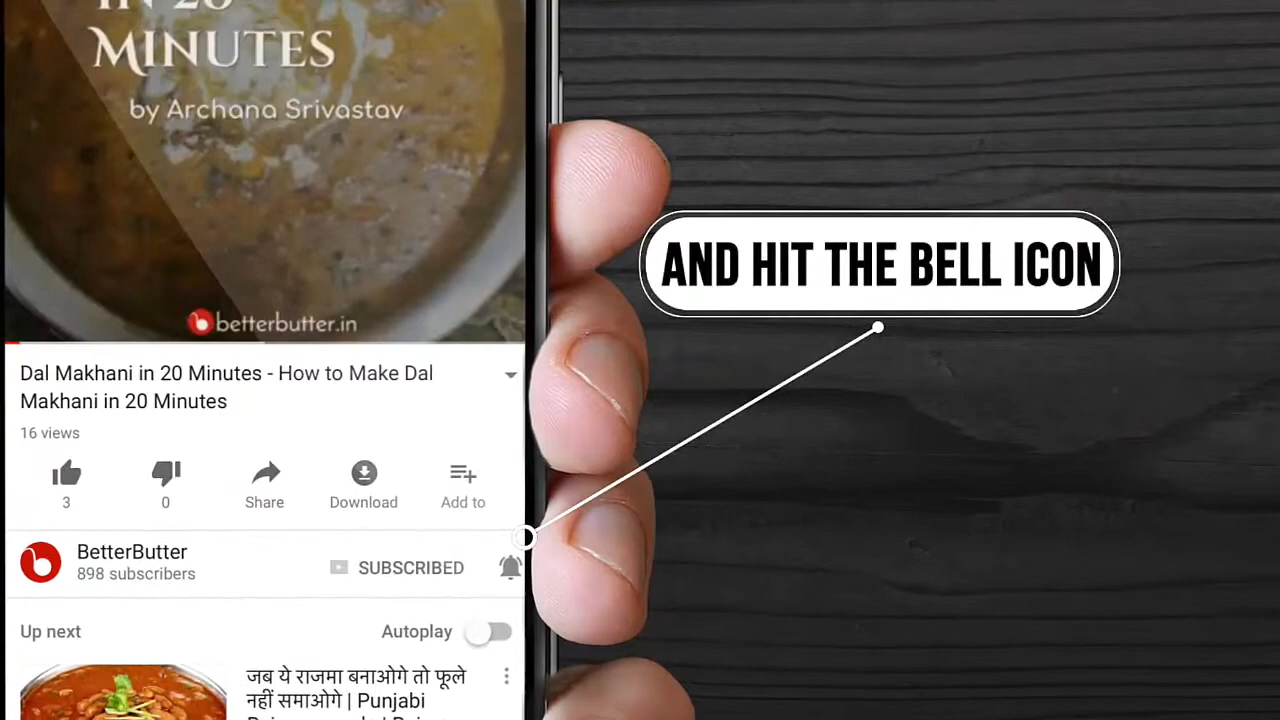 IN 20
MINUTES
by Archana Srivastav
betterbutter.in
AND HIT THE BELL ICON
Dal Makhani in 20 Minutes - How to Make Dal
Makhani in 20 Minutes
16 views
3
0
Share
Download
Add to
BetterButter
898 subscribers
SUBSCRIBED
Up next
Autoplay
जब ये राजमा बनाओगे तो फूले
नहीं समाओगे | Punjabi